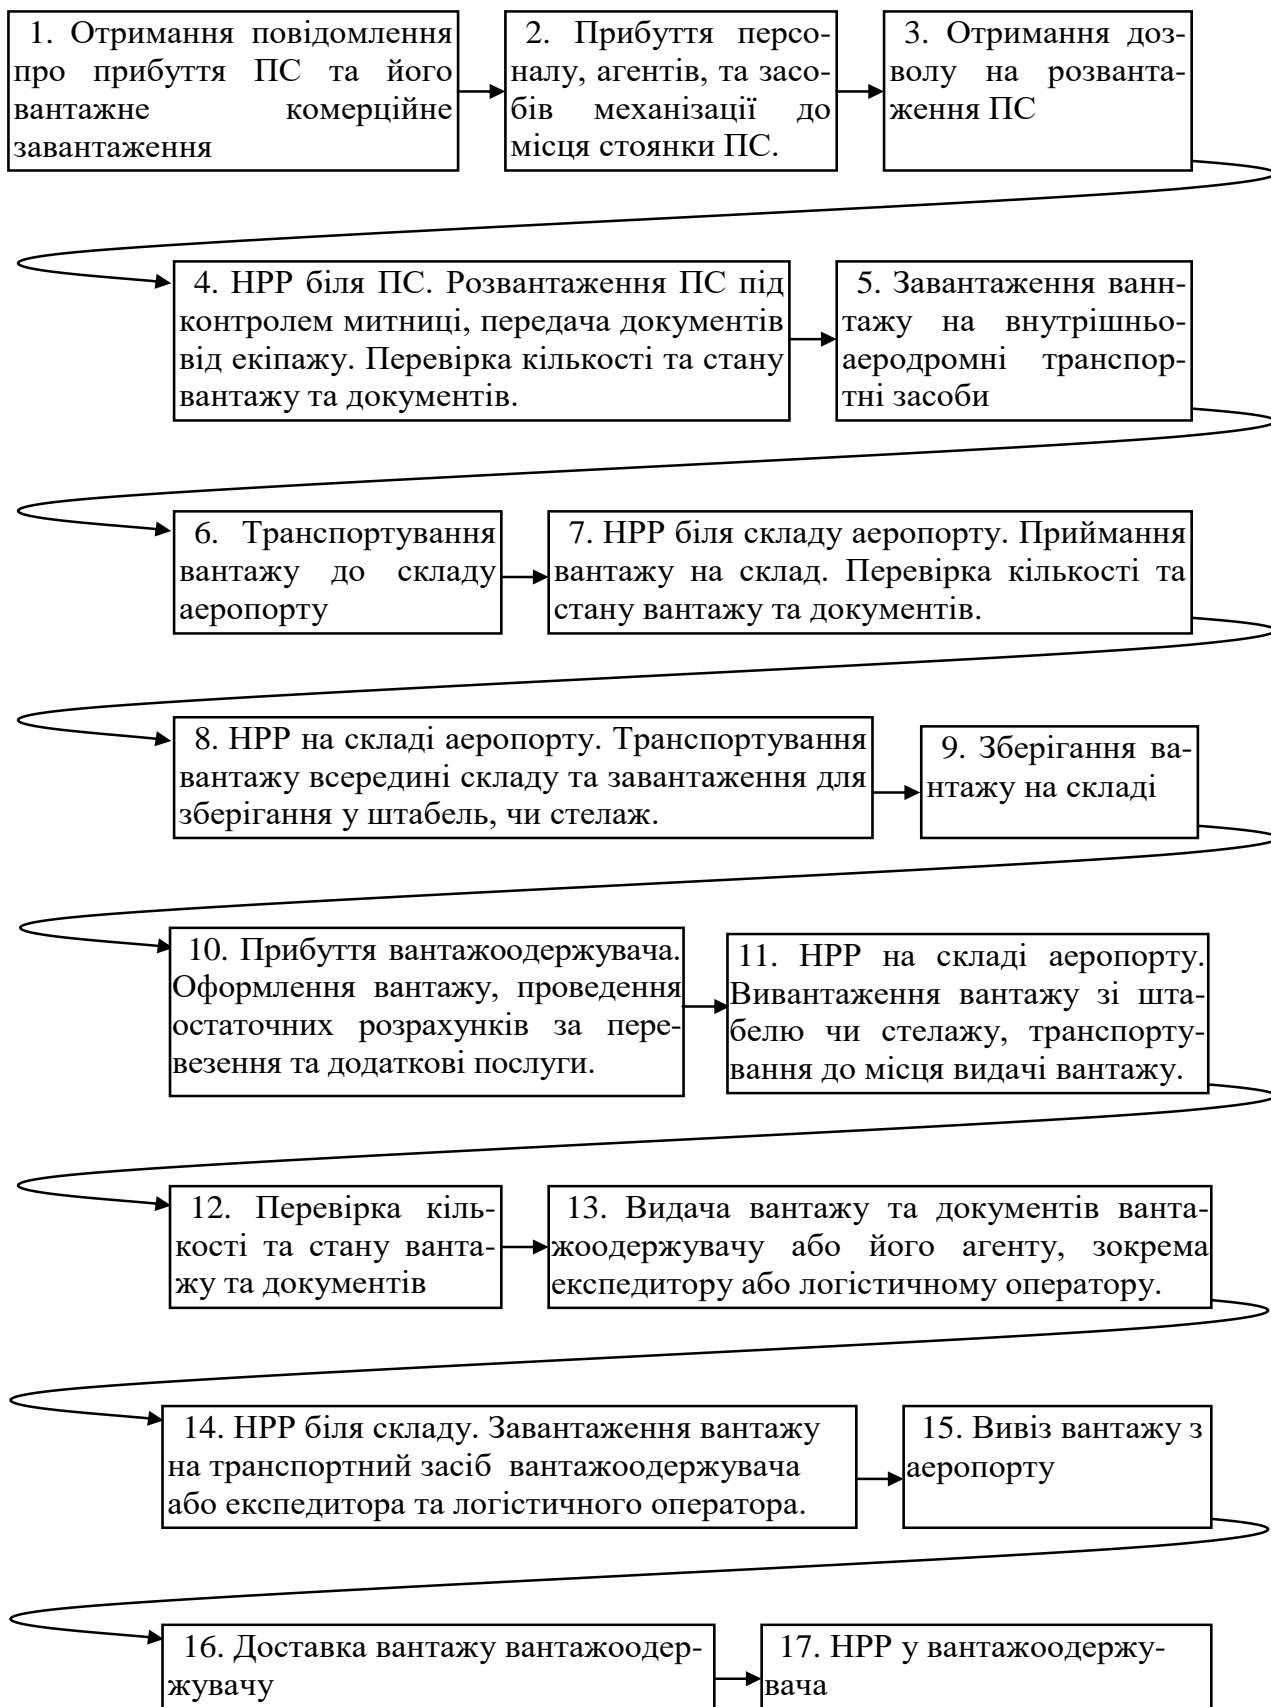 1. Отримання повідомлення
про прибуття ПС та його
вантажне комерційне
завантаження
2. Прибуття персо-
налу, агентів, та засо-
бів механізації до
місця стоянки ПС.
3. Отримання доз-
волу на розванта-
ження ПС
4. НРР біля ПС. Розвантаження ПС під
контролем митниці, передача документів
від екіпажу. Перевірка кількості та стану
вантажу та документів.
5. Завантаження ванн-
тажу на внутрішньо-
аеродромні транспор-
тні засоби
6. Транспортування
вантажу до складу
аеропорту
7. НРР біля складу аеропорту. Приймання
вантажу на склад. Перевірка кількості та
стану вантажу та документів.
8. НРР на складі аеропорту. Транспортування
вантажу всередині складу та завантаження для
зберігання у штабель, чи стелаж.
9. Зберігання ва-
нтажу на складі
10. Прибуття вантажоодержувача.
Оформлення вантажу, проведення
остаточних розрахунків за пере-
везення та додаткові послуги.
11. НРР на складі аеропорту.
Вивантаження вантажу зі шта-
белю чи стелажу, транспорту-
вання до місця видачі вантажу.
12. Перевірка кіль-
кості та стану ванта-
жу та документів
13. Видача вантажу та документів ванта-
жоодержувачу або його агенту, зокрема
експедитору або логістичному оператору.
14. НРР біля складу. Завантаження вантажу
на транспортний засіб вантажоодержувача
або експедитора та логістичного оператора.
15. Вивіз вантажу з
аеропорту
16. Доставка вантажу вантажоодер-
жувачу
17. НРР у вантажоодержу-
вача